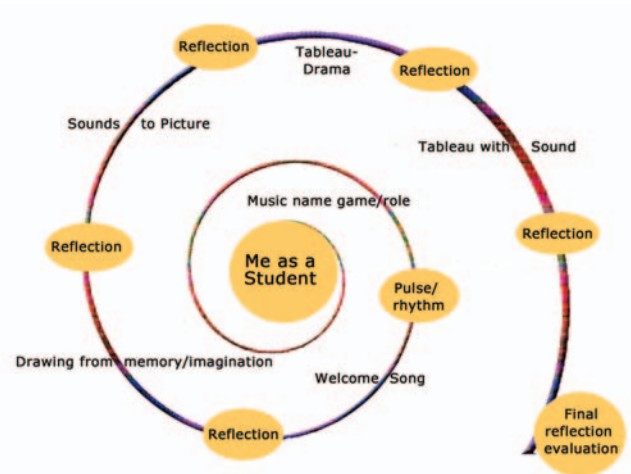 Reflection
Tableau-
Drama
Reflection
Sounds to Picture
Tableau with Sound
Music name game/role
Reflection
Me as a
Student
Reflection
Pulse/
rhythm
Drawing from memory/imagination
Welcome Song
Reflection
Final
reflection
evaluation